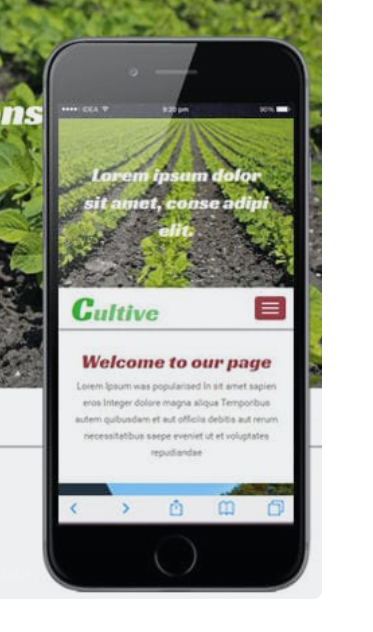 ns
IDEA 9:20 pm 90%
Lorem ipsum dolor
sit amet, conse adipi
elit.
Cultive
Welcome to our page
Lorem Ipsum was popularised In sit amet sapien
eros Integer dolore magna aliqua Temporibus
autem quibusdam et aut officiis debitis aut rerum
necessitatibus saepe eveniet ut et voluptates
repudiandae